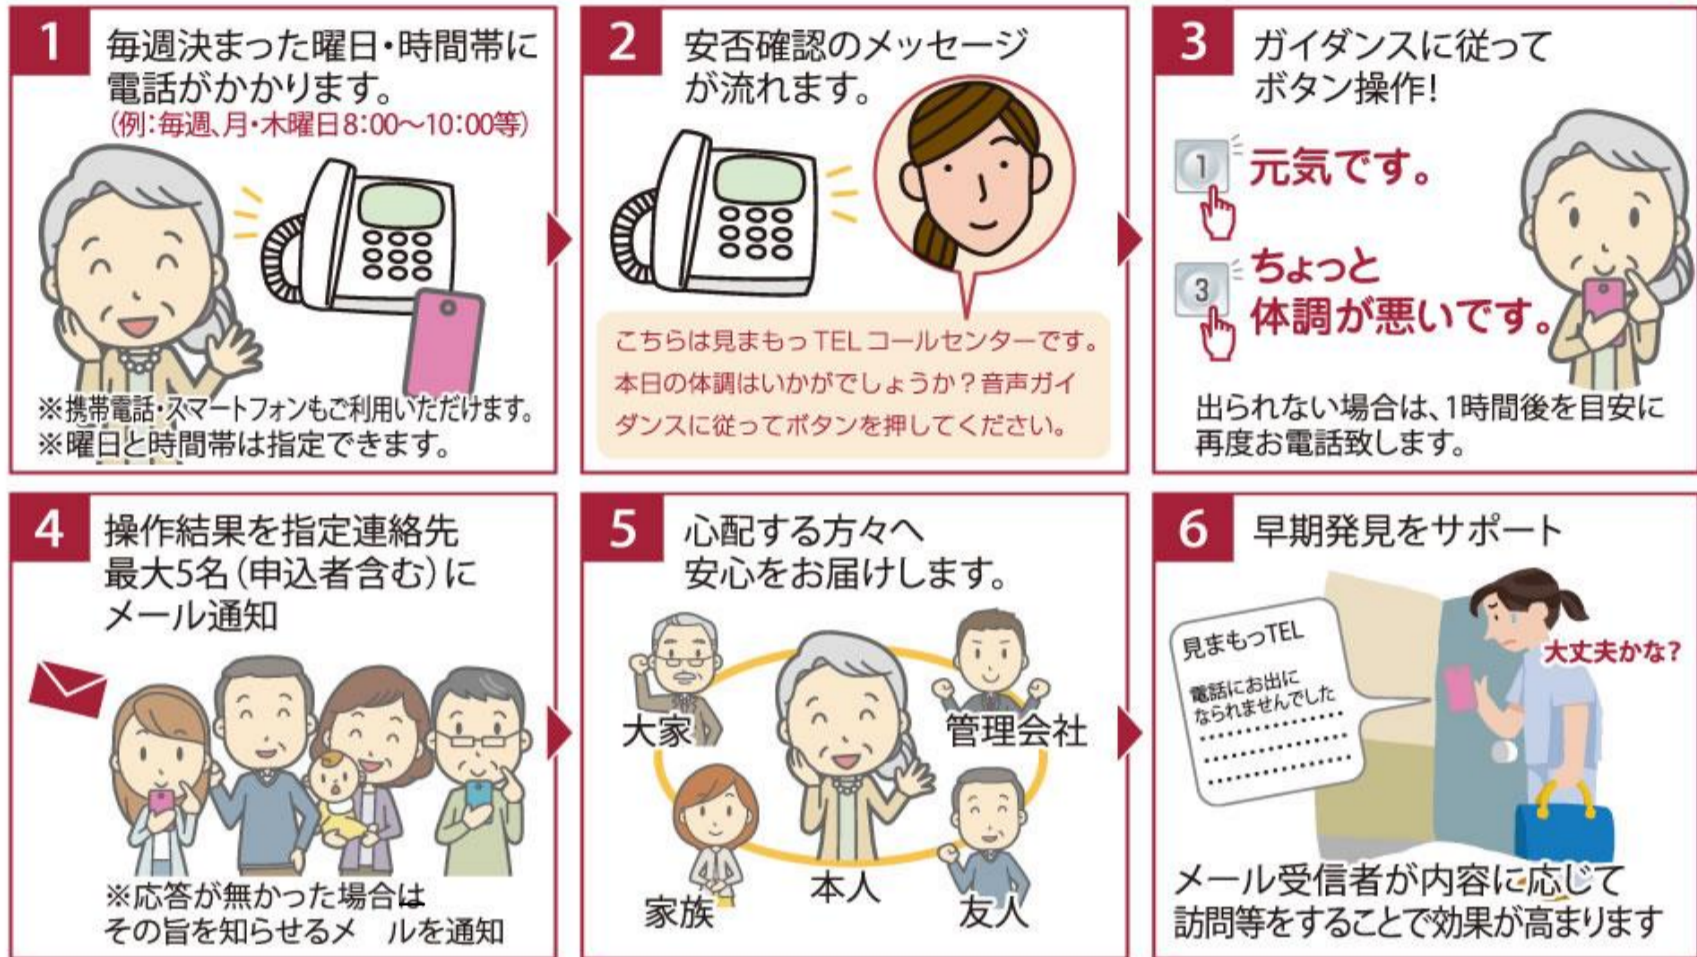 1
毎週決まった曜日・時間帯に
電話がかかります。
(例:毎週、月・木曜日8:00〜10:00等)
※携帯電話・スマートフォンもご利用いただけます。
※曜日と時間帯は指定できます。
2
安否確認のメッセージ
が流れます。
こちらは見まもっTELコールセンターです。
本日の体調はいかがでしょうか?音声ガイ
ダンスに従ってボタンを押してください。
3
ガイダンスに従って
ボタン操作!
1 元気です。
3 ちょっと
体調が悪いです。
出られない場合は、1時間後を目安に
再度お電話致します。
4
操作結果を指定連絡先
最大5名(申込者含む)に
メール通知
※応答が無かった場合は
その旨を知らせるメ ルを通知
5
心配する方々へ
安心をお届けします。
大家
管理会社
家族
本人
友人
6
早期発見をサポート
見まもっTEL
電話にお出に
なられませんでした
大丈夫かな?
メール受信者が内容に応じて
訪問等をすることで効果が高まります